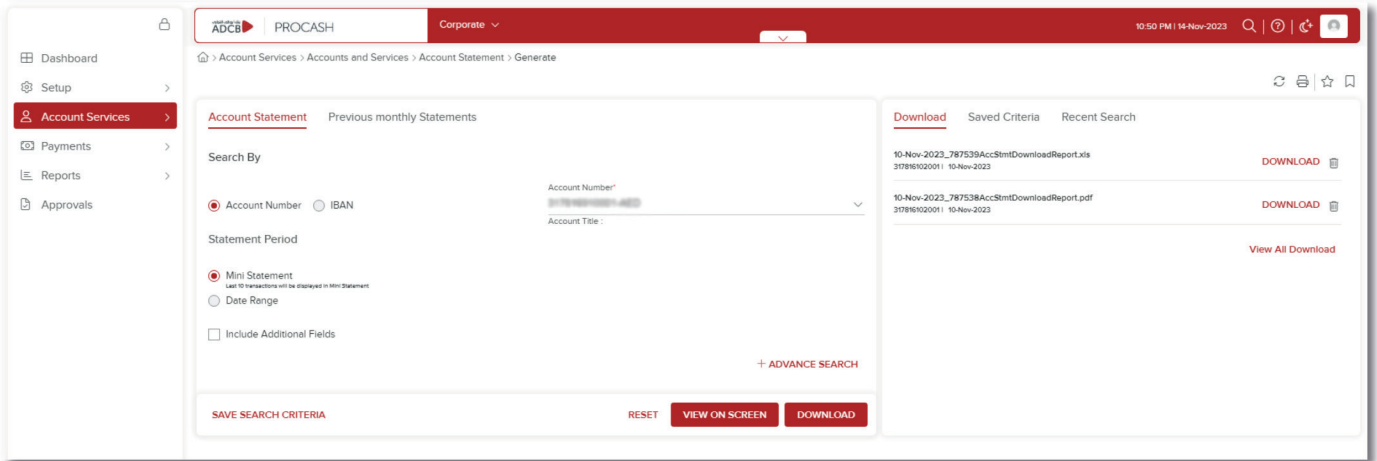 ADCB
PROCASH
Corporate
10:50 PM | 14-Nov-2023
Dashboard
Setup
Account Services
Payments
Reports
Approvals
Account Services > Accounts and Services > Account Statement > Generate
Account Statement
Previous monthly Statements
Search By
Account Number
IBAN
Account Number*
Account Title :
Statement Period
Mini Statement
Last 10 transactions will be displayed in Mini Statement
Date Range
Include Additional Fields
+ ADVANCE SEARCH
SAVE SEARCH CRITERIA
RESET
VIEW ON SCREEN
DOWNLOAD
Download
Saved Criteria
Recent Search
10-Nov-2023_787539AccStmtDownloadReport.xls
317816102001 | 10-Nov-2023
DOWNLOAD
10-Nov-2023_787538AccStmtDownloadReport.pdf
317816102001 | 10-Nov-2023
DOWNLOAD
View All Download